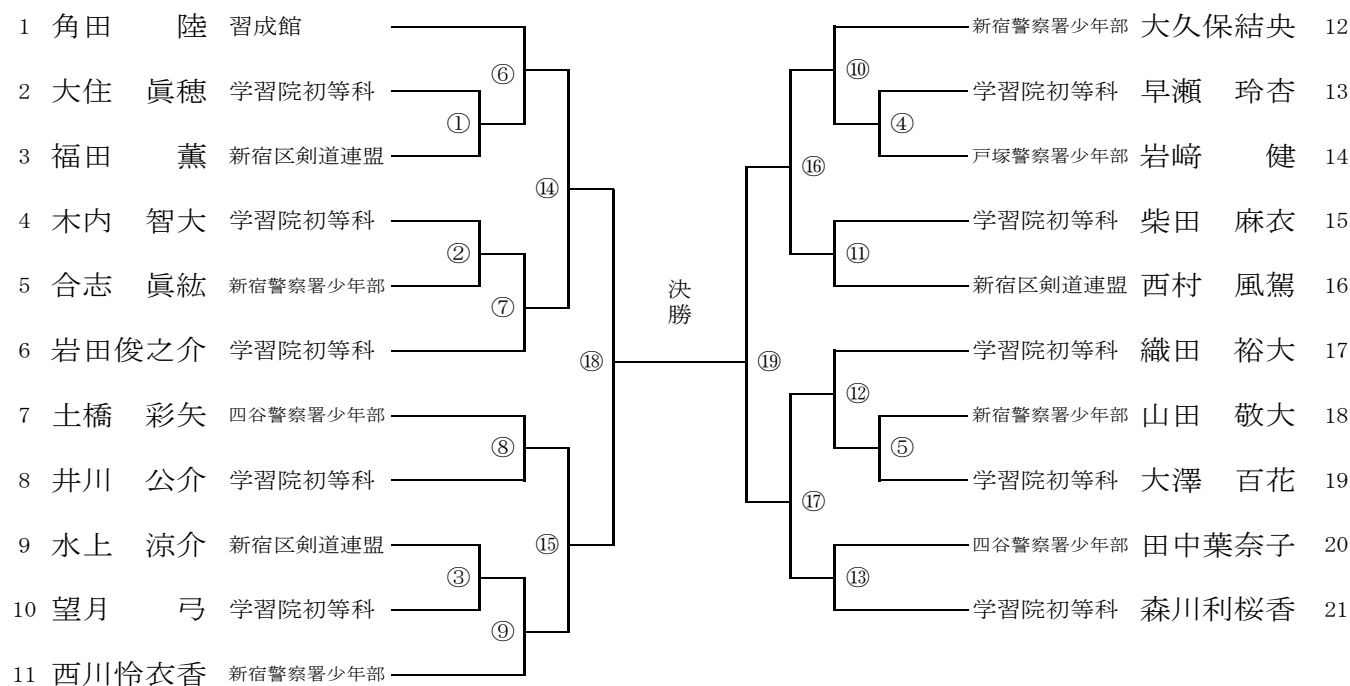 1 角田　陸 習成館
2 大住　眞穂 学習院初等科
3 福田　薫 新宿区剣道連盟
4 木内　智大 学習院初等科
5 合志　眞紘 新宿警察署少年部
6 岩田俊之介 学習院初等科
7 土橋　彩矢 四谷警察署少年部
8 井川　公介 学習院初等科
9 水上　涼介 新宿区剣道連盟
10 望月　弓 学習院初等科
11 西川怜衣香 新宿警察署少年部
①
②
③
⑥
⑦
⑧
⑨
⑭
⑮
⑱
決勝
⑲
⑯
⑰
⑩
⑪
⑫
⑬
④
⑤
新宿警察署少年部 大久保結央 12
学習院初等科 早瀬　玲杏 13
戸塚警察署少年部 岩﨑　健 14
学習院初等科 柴田　麻衣 15
新宿区剣道連盟 西村　風駕 16
学習院初等科 織田　裕大 17
新宿警察署少年部 山田　敬大 18
学習院初等科 大澤　百花 19
四谷警察署少年部 田中葉奈子 20
学習院初等科 森川利桜香 21